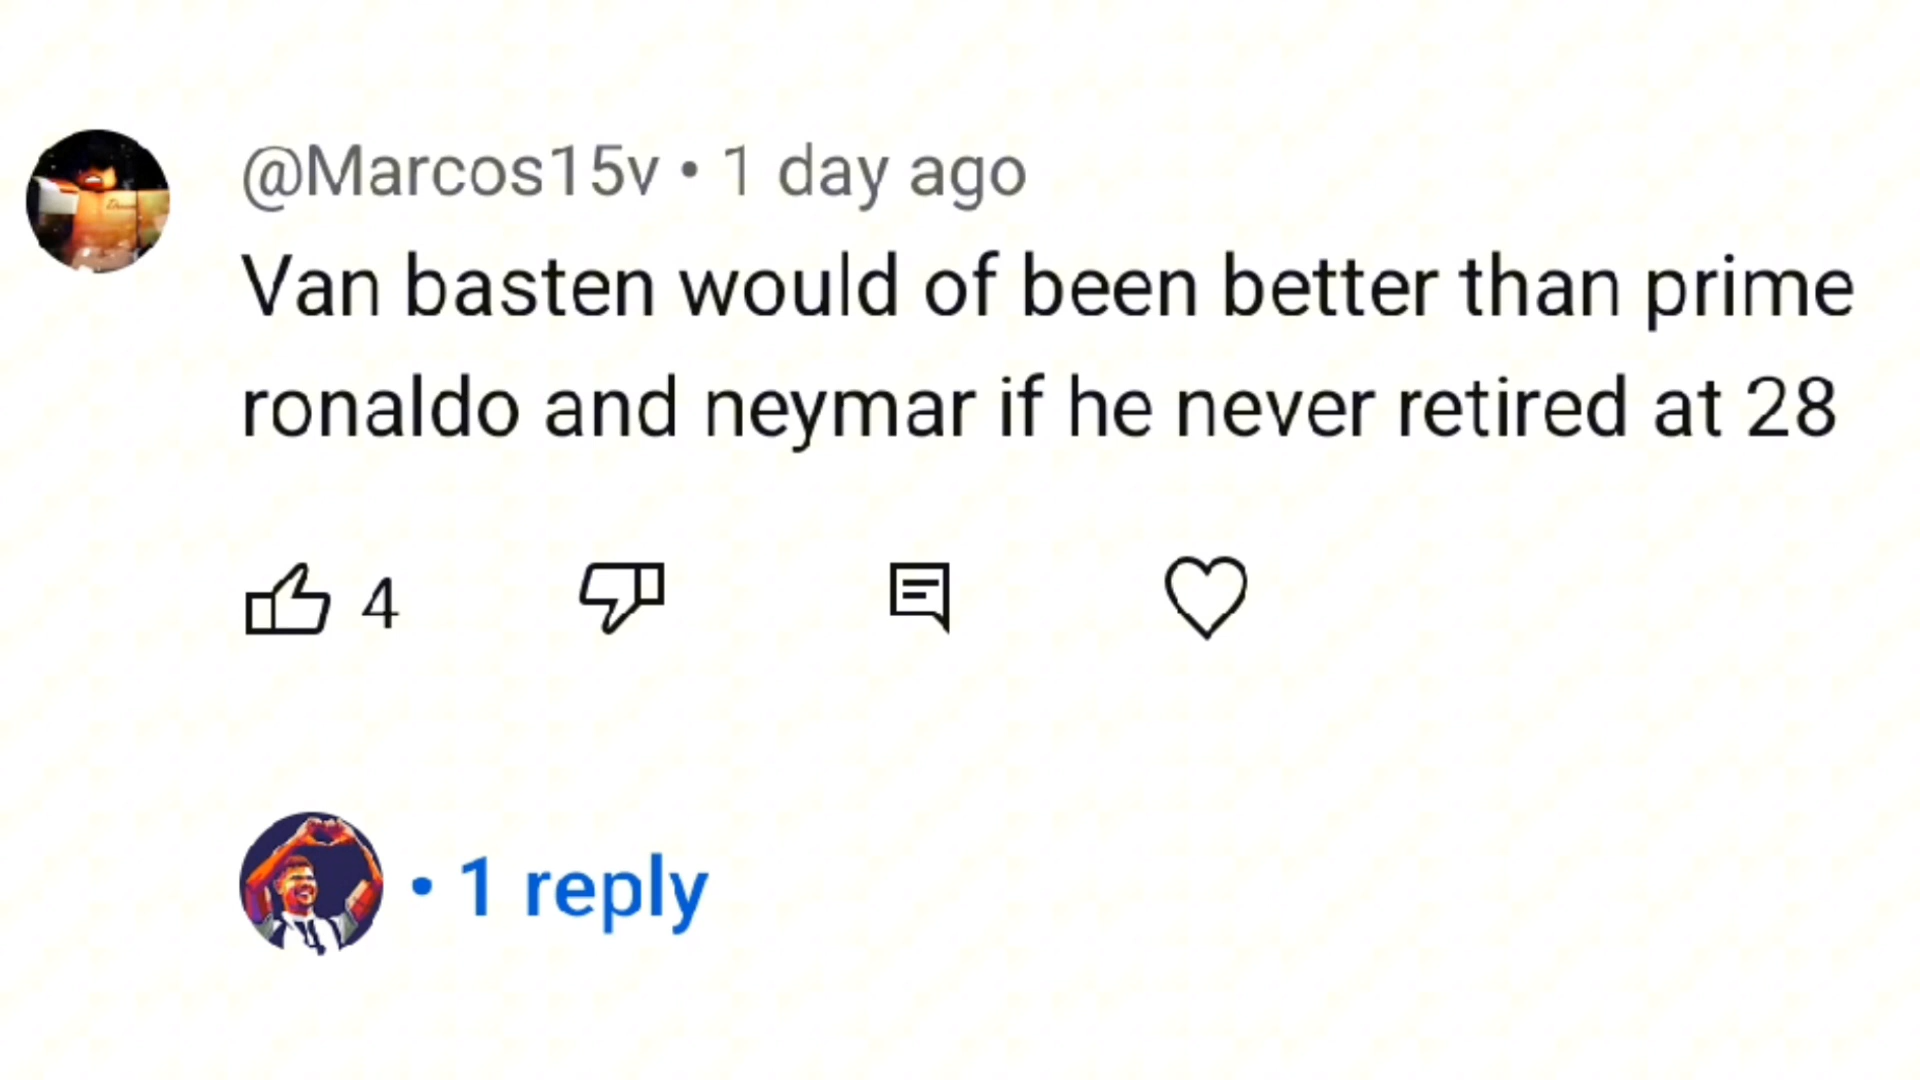 @Marcos15v • 1 day ago
Van basten would of been better than prime
ronaldo and neymar if he never retired at 28
4
• 1 reply